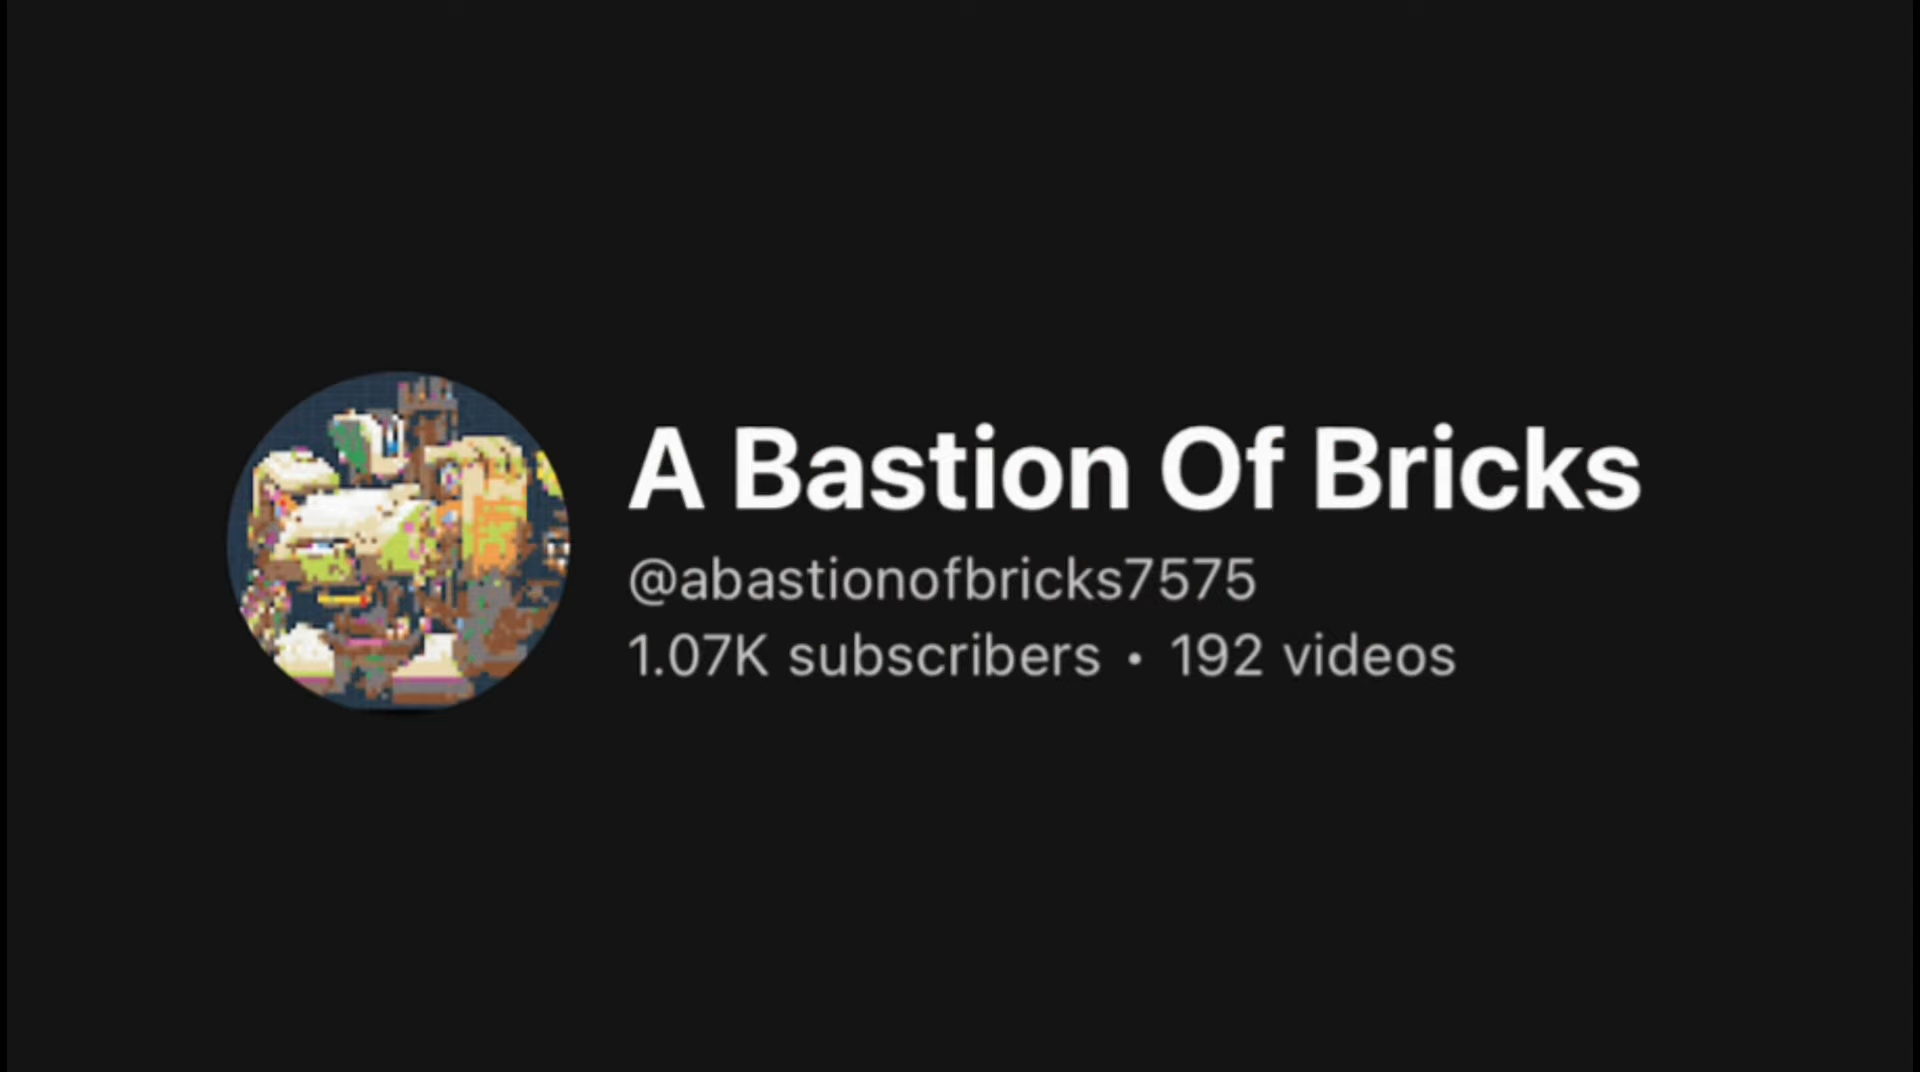 A Bastion Of Bricks
@abastionofbricks7575
1.07K subscribers • 192 videos